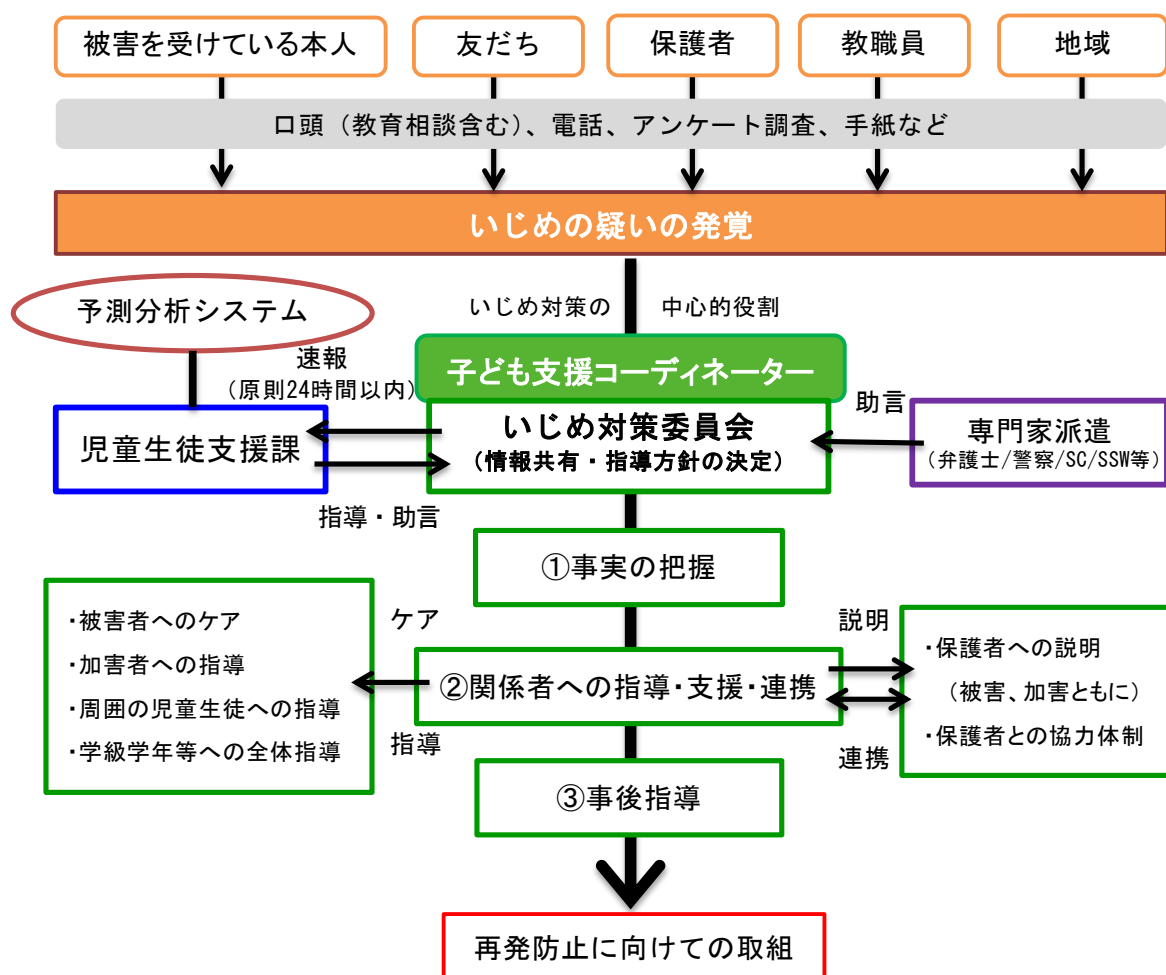 被害を受けている本人
友だち
保護者
教職員
地域
口頭（教育相談含む）、電話、アンケート調査、手紙など
いじめの疑いの発覚
いじめ対策の 中心的役割
予測分析システム
速報
（原則24時間以内）
子ども支援コーディネーター
いじめ対策委員会
（情報共有・指導方針の決定）
児童生徒支援課
指導・助言
助言
専門家派遣
（弁護士/警察/SC/SSW等）
①事実の把握
・被害者へのケア
・加害者への指導
・周囲の児童生徒への指導
・学級学年等への全体指導
ケア
指導
②関係者への指導・支援・連携
説明
連携
・保護者への説明
（被害、加害ともに）
・保護者との協力体制
③事後指導
再発防止に向けての取組